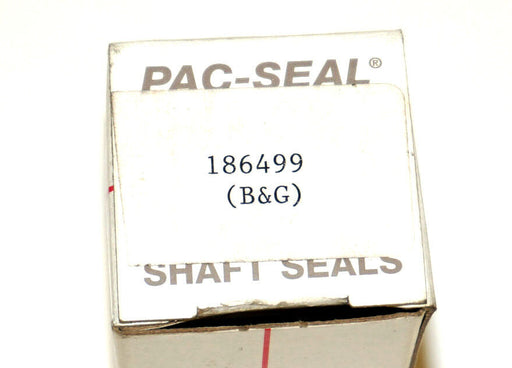 PAC-SEAL®
186499
(B&G)
SHAFT SEALS